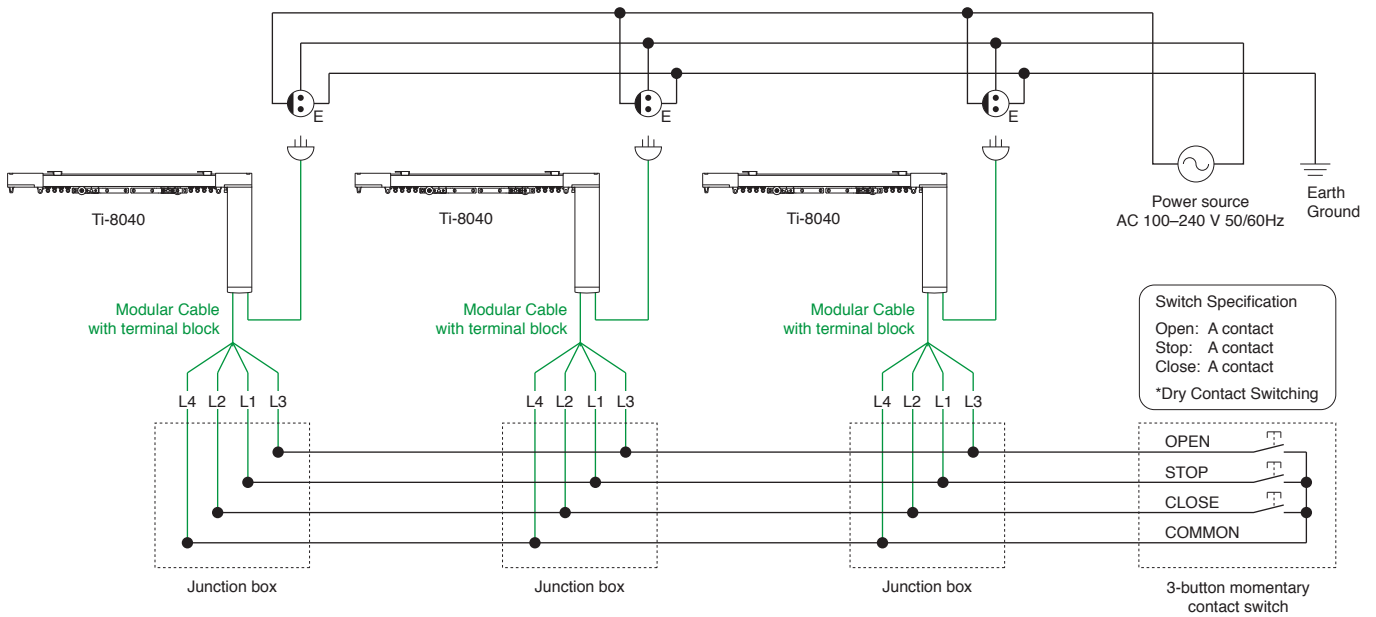 E
E
E
Power source
AC 100–240 V 50/60Hz
Earth
Ground
Ti-8040
Ti-8040
Ti-8040
Modular Cable
with terminal block
Modular Cable
with terminal block
Modular Cable
with terminal block
Switch Specification
Open: A contact
Stop: A contact
Close: A contact
*Dry Contact Switching
L4 L2 L1 L3
L4 L2 L1 L3
L4 L2 L1 L3
OPEN
STOP
CLOSE
COMMON
Junction box
Junction box
Junction box
3-button momentary
contact switch